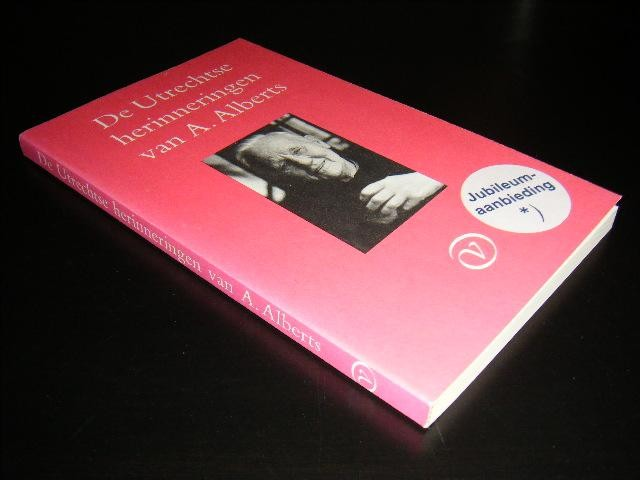 De Utrechtse
herinneringen
van A. Alberts
Jubileum-
aanbieding
*)
V
De Utrechtse herinneringen van A. Alberts
V